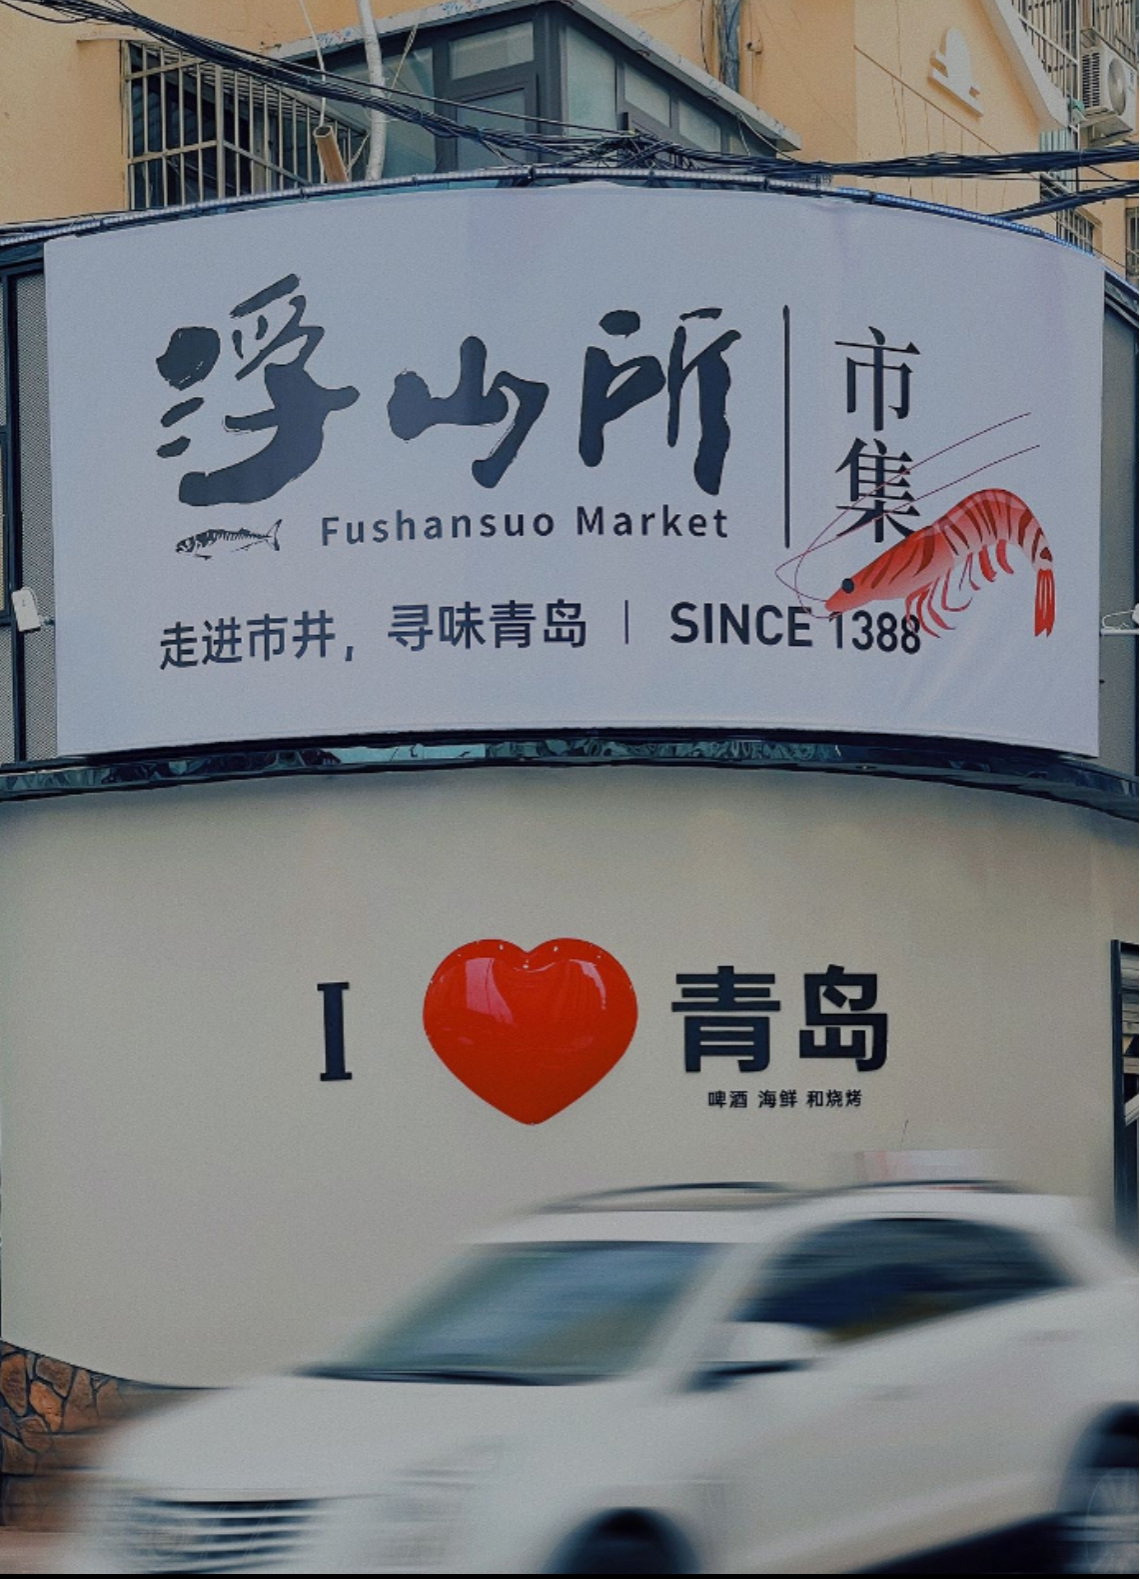 浮山所
市集
Fushansuo Market
走进市井，寻味青岛 | SINCE 1388
I ❤ 青岛
啤酒 海鲜 和烧烤